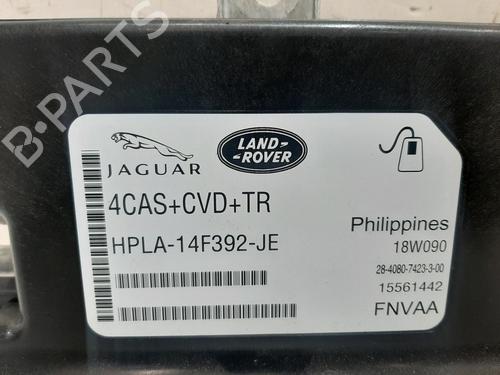 B-PARTS
JAGUAR
LAND-
-ROVER
4CAS+CVD+TR
HPLA-14F392-JE
Philippines
18W090
28-4080-7423-3-00
15561442
FNVAA